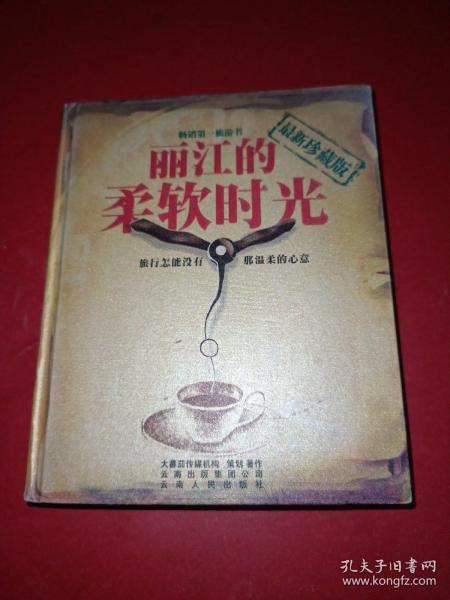 畅销第一旅游书
最新珍藏版
丽江的
柔软时光
旅行怎能没有 那温柔的心意
大蕃茄传媒机构 策划 著作
云南出版集团公司
云南人民出版社
孔夫子旧书网
www.kongfz.com